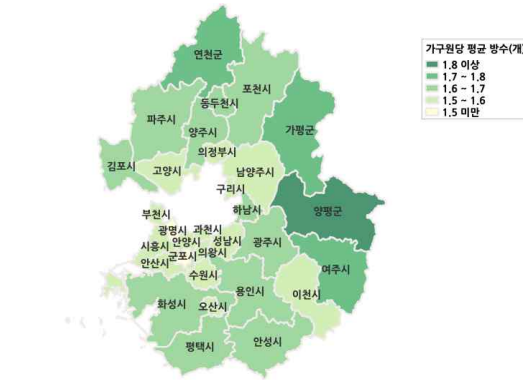 가구원당 평균 방수(개)
1.8 이상
1.7 ~ 1.8
1.6 ~ 1.7
1.5 ~ 1.6
1.5 미만
연천군
포천시
동두천시
파주시
양주시
가평군
의정부시
김포시
고양시
남양주시
구리시
하남시
양평군
부천시
광명시
과천시
시흥시
안양시
성남시
광주시
군포시
의왕시
안산시
수원시
여주시
용인시
이천시
화성시
오산시
안성시
평택시